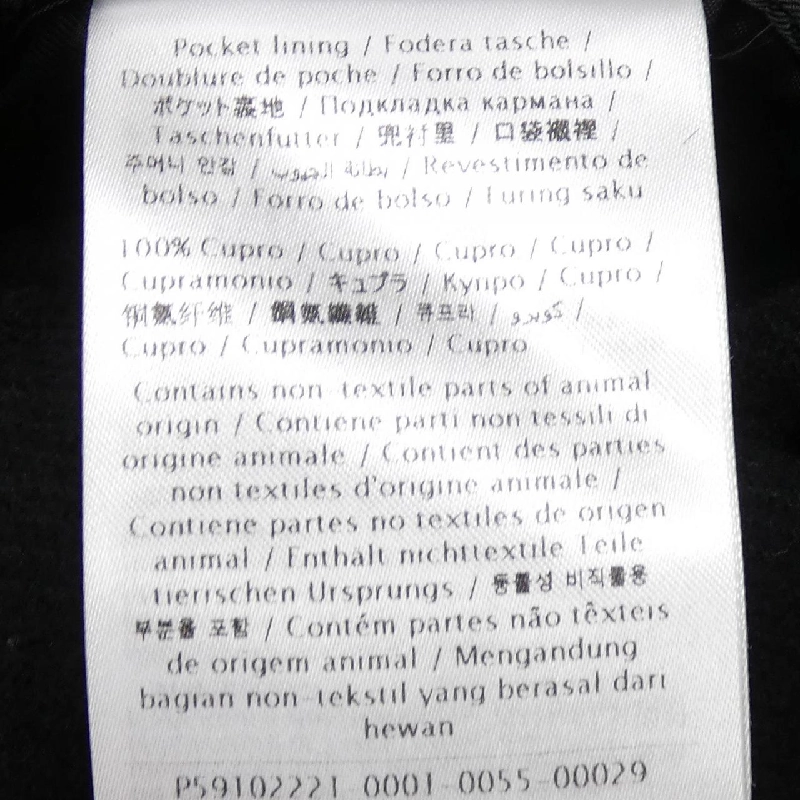 Pocket lining / Fodera tasche /
Doublure de poche / Forro de bolsillo /
ポケット裏地 / Подкладка кармана /
Taschenfutter / 兜衬里 / 口袋襯裡 /
주머니 안감 / بطانة الجيوب / Revestimento de
bolso / Forro de bolso / Furing saku
100% Cupro / Cupro / Cupro / Cupro /
Cupramonio / キュプラ / Купро / Cupro /
铜氨纤维 / 銅氨纖維 / 큐프라 / كوبرو /
Cupro / Cupramonio / Cupro
Contains non-textile parts of animal
origin / Contiene parti non tessili di
origine animale / Contient des parties
non textiles d'origine animale /
Contiene partes no textiles de origen
animal / Enthält nichttextile Teile
tierischen Ursprungs / 동물성 비직물용
부분을 포함 / Contém partes não têxteis
de origem animal / Mengandung
bagian non-tekstil yang berasal dari
hewan
P59102221-0001-0055-00029